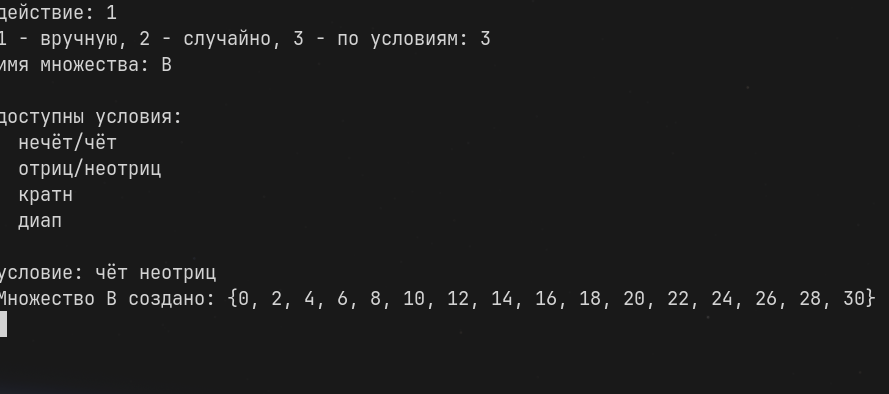 действие: 1
1 - вручную, 2 - случайно, 3 - по условиям: 3
имя множества: B

доступны условия:
  нечёт/чёт
  отриц/неотриц
  кратн
  диап

условие: чёт неотриц
Множество B создано: {0, 2, 4, 6, 8, 10, 12, 14, 16, 18, 20, 22, 24, 26, 28, 30}